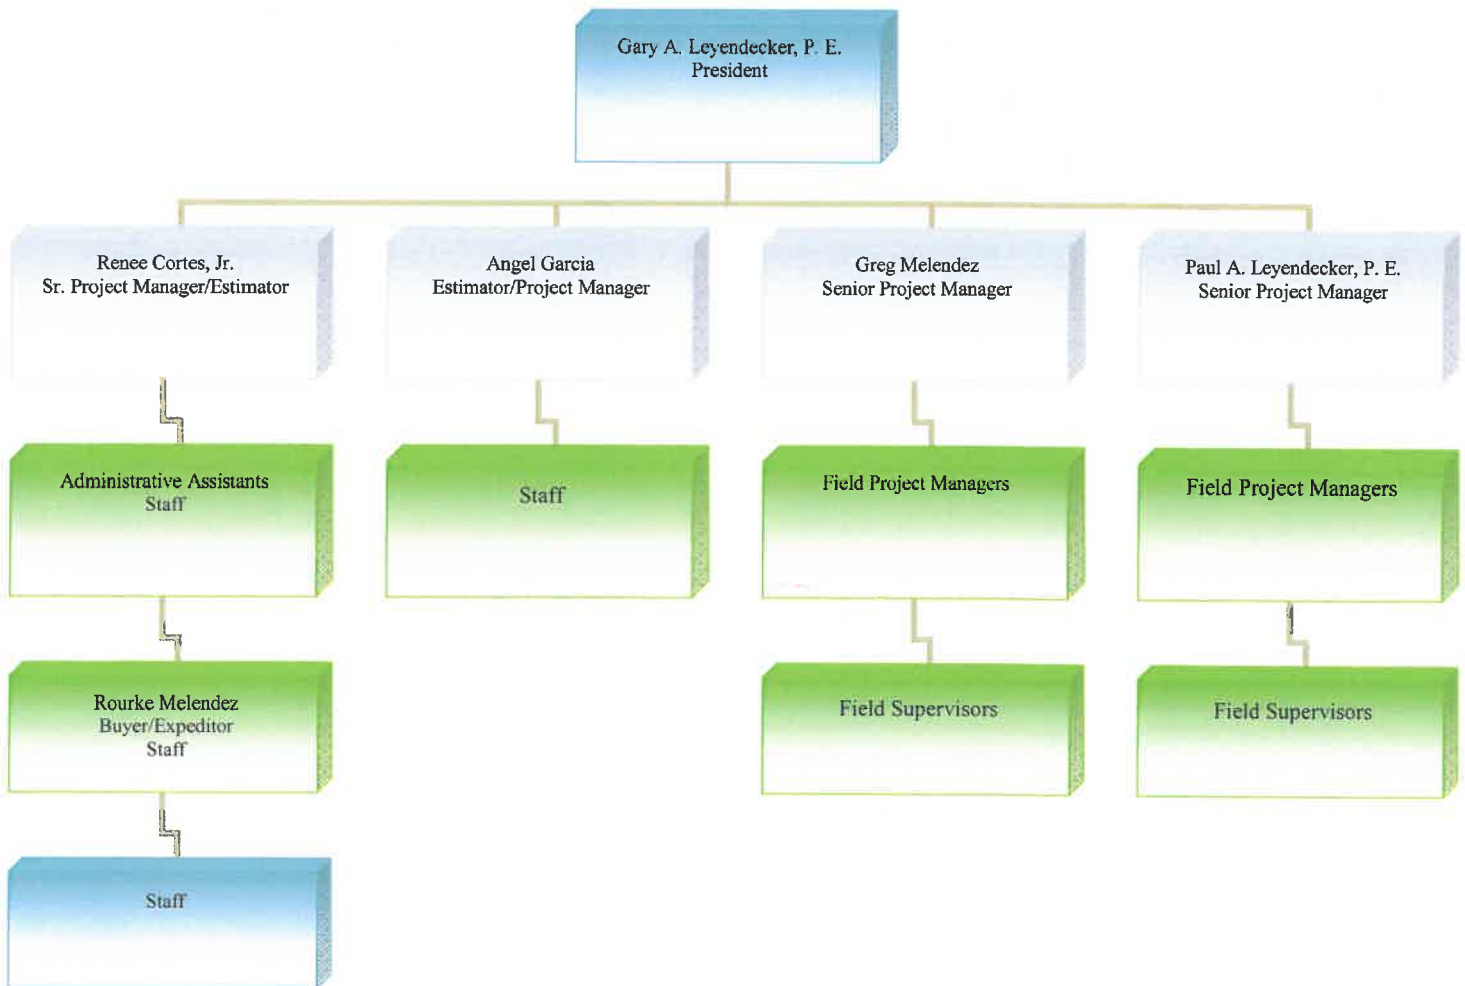 Gary A. Leyendecker, P. E.
President
Renee Cortes, Jr.
Sr. Project Manager/Estimator
Angel Garcia
Estimator/Project Manager
Greg Melendez
Senior Project Manager
Paul A. Leyendecker, P. E.
Senior Project Manager
Administrative Assistants
Staff
Staff
Field Project Managers
Field Project Managers
Rourke Melendez
Buyer/Expeditor
Staff
Field Supervisors
Field Supervisors
Staff